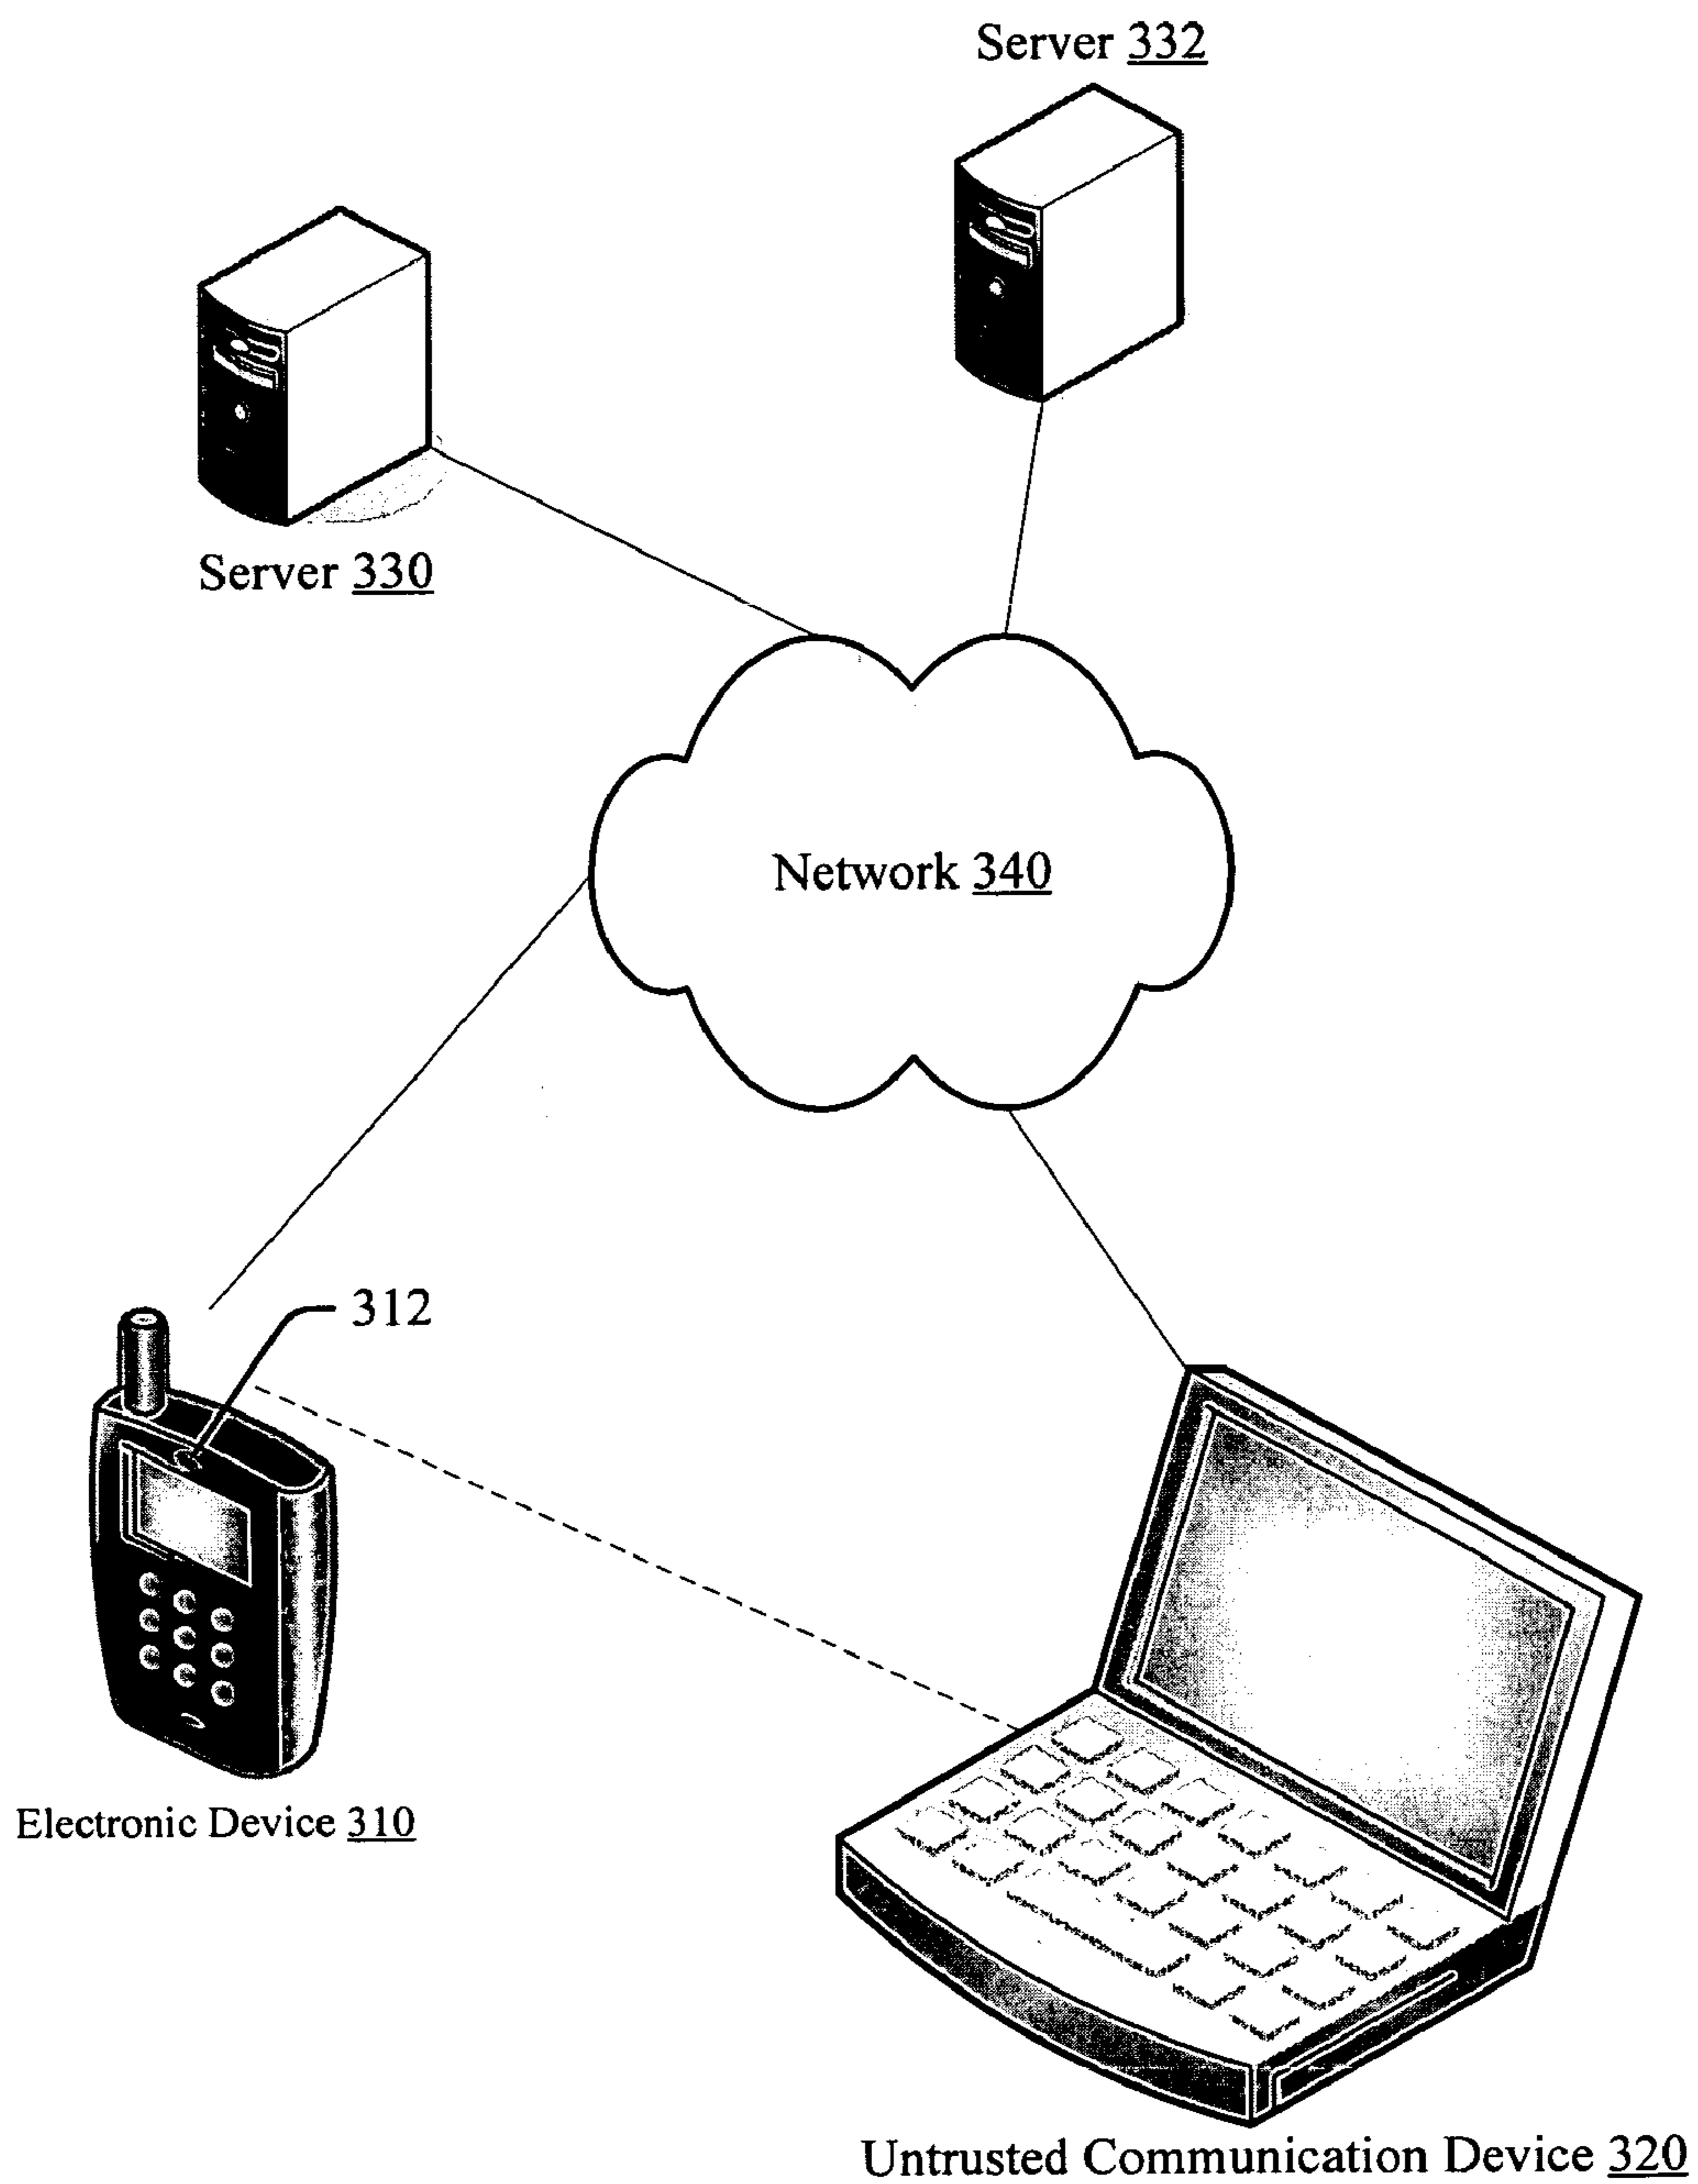 Server 332
Server 330
Network 340
312
Electronic Device 310
Untrusted Communication Device 320